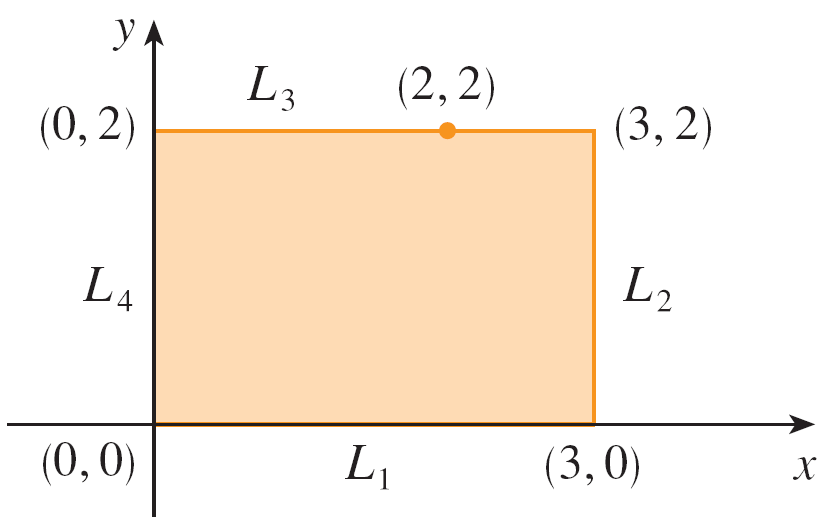 y
L₃ (2, 2)
(0, 2) (3, 2)
L₄ L₂
(0, 0) L₁ (3, 0) x